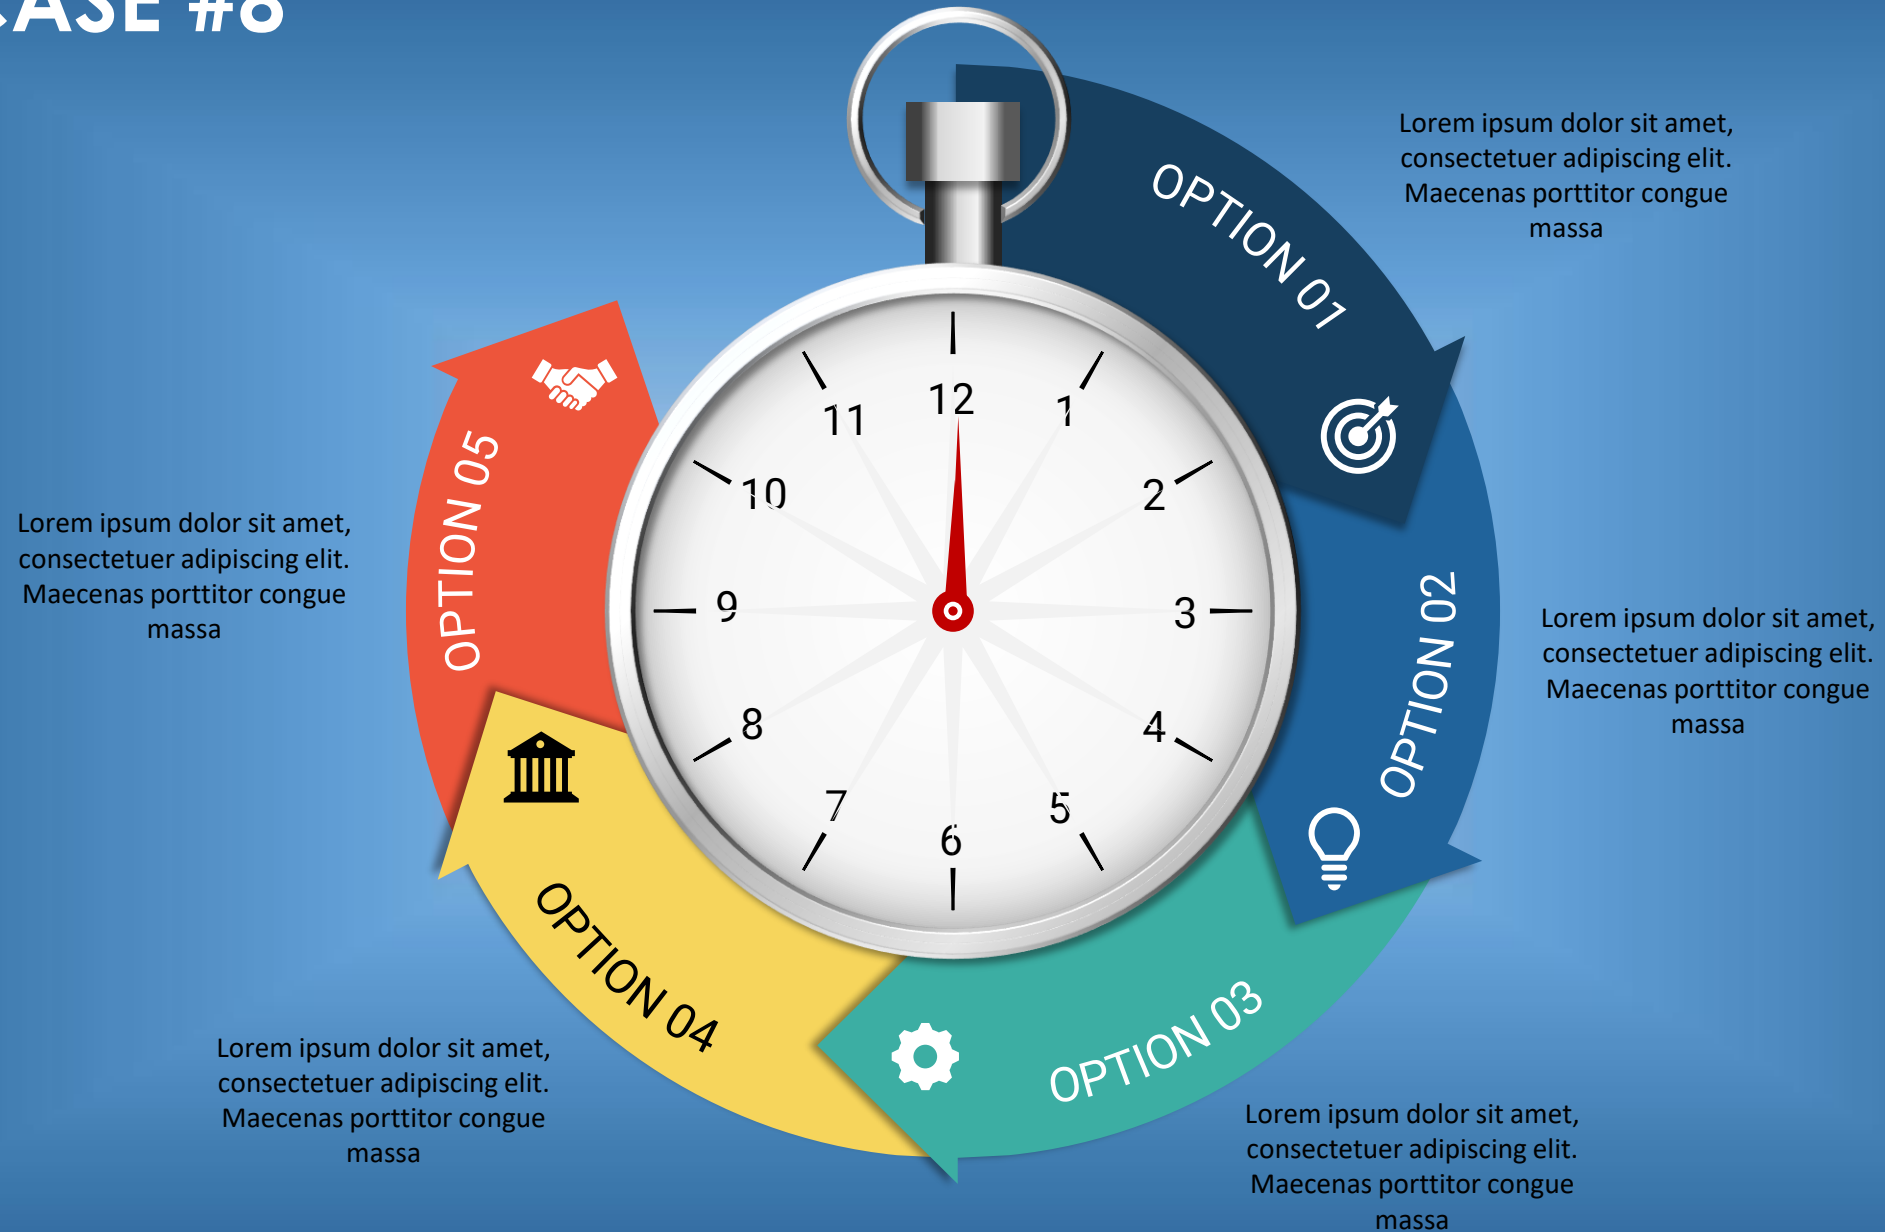 CASE #8
OPTION 01
Lorem ipsum dolor sit amet,
consectetuer adipiscing elit.
Maecenas porttitor congue
massa
OPTION 02
Lorem ipsum dolor sit amet,
consectetuer adipiscing elit.
Maecenas porttitor congue
massa
OPTION 03
Lorem ipsum dolor sit amet,
consectetuer adipiscing elit.
Maecenas porttitor congue
massa
OPTION 04
Lorem ipsum dolor sit amet,
consectetuer adipiscing elit.
Maecenas porttitor congue
massa
OPTION 05
Lorem ipsum dolor sit amet,
consectetuer adipiscing elit.
Maecenas porttitor congue
massa
12
1
2
3
4
5
6
7
8
9
10
11